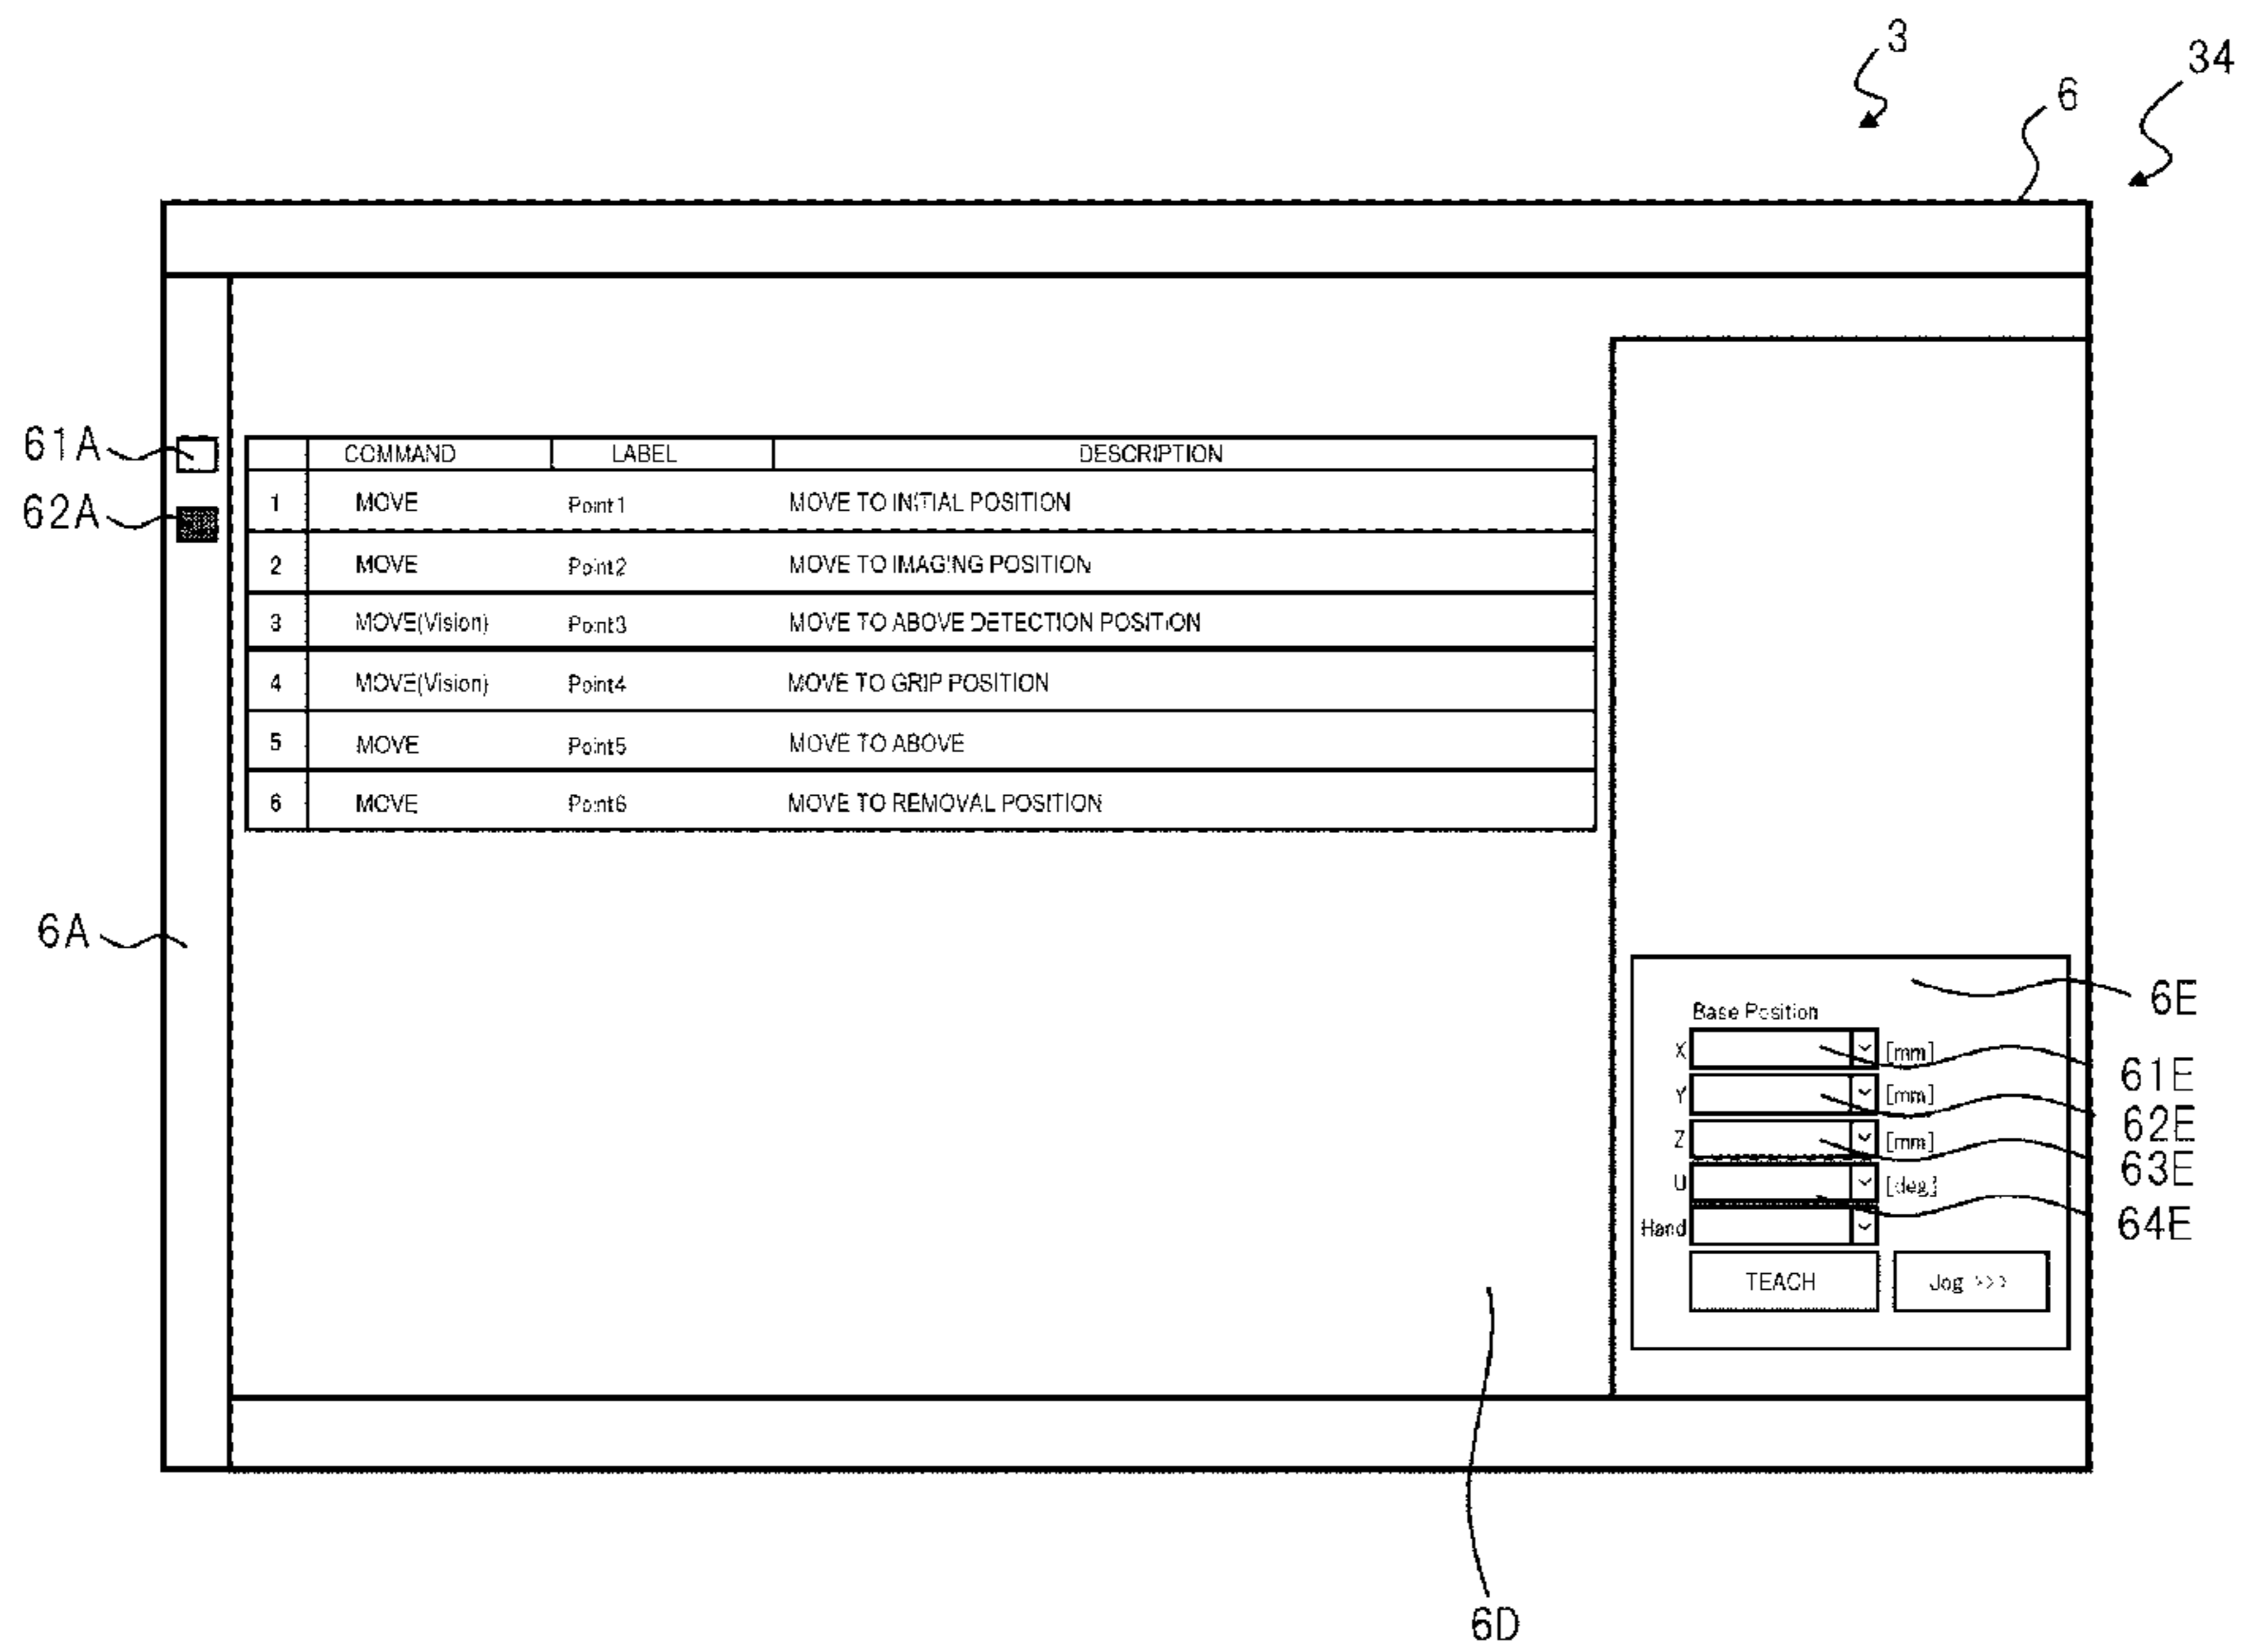 3
34
6
61A
COMMAND LABEL DESCRIPTION
62A
1 MOVE Point1 MOVE TO INITIAL POSITION
2 MOVE Point2 MOVE TO IMAGING POSITION
3 MOVE(Vision) Point3 MOVE TO ABOVE DETECTION POSITION
4 MOVE(Vision) Point4 MOVE TO GRIP POSITION
5 MOVE Point5 MOVE TO ABOVE
6 MOVE Point6 MOVE TO REMOVAL POSITION
6A
6E
Base Position
X [mm] 61E
Y [mm] 62E
Z [mm] 63E
U [deg] 64E
Hand
TEACH Jog >>>
6D